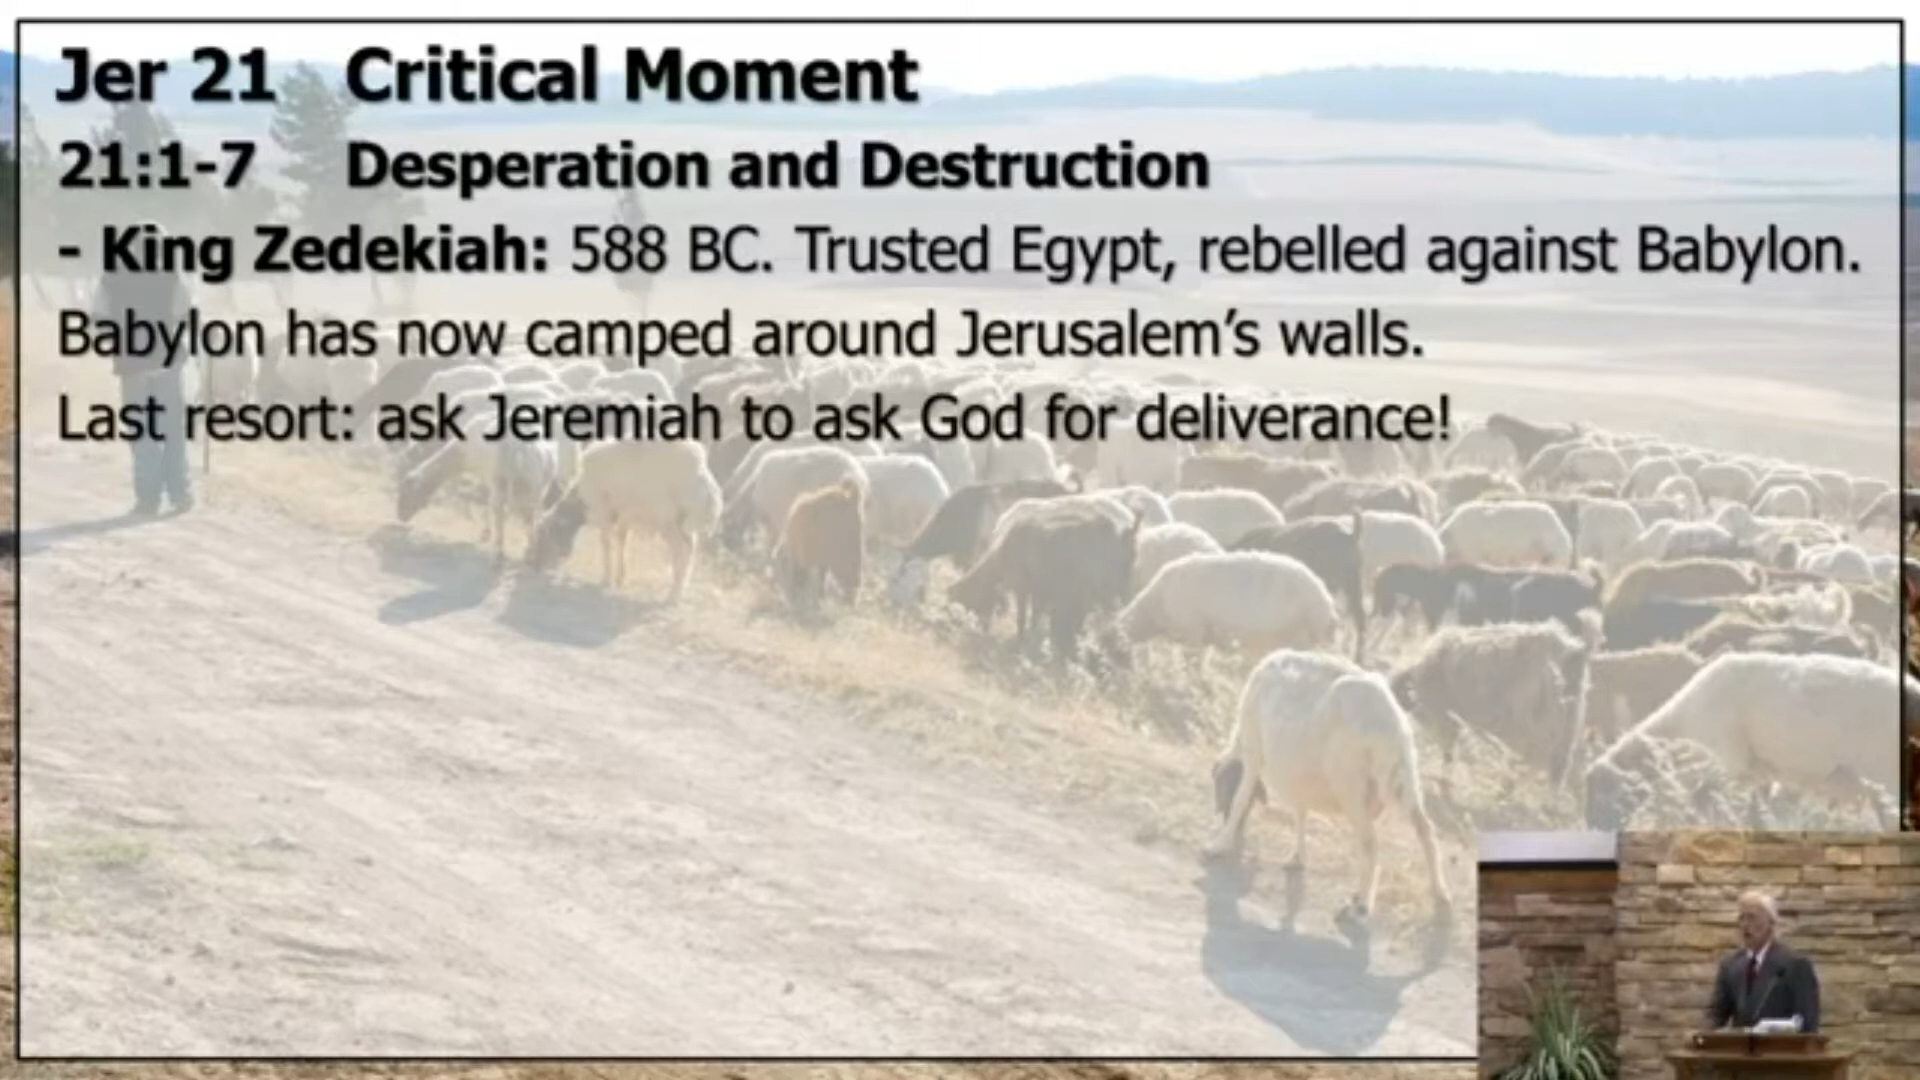 Jer 21 Critical Moment
21:1-7 Desperation and Destruction
- King Zedekiah: 588 BC. Trusted Egypt, rebelled against Babylon.
Babylon has now camped around Jerusalem’s walls.
Last resort: ask Jeremiah to ask God for deliverance!